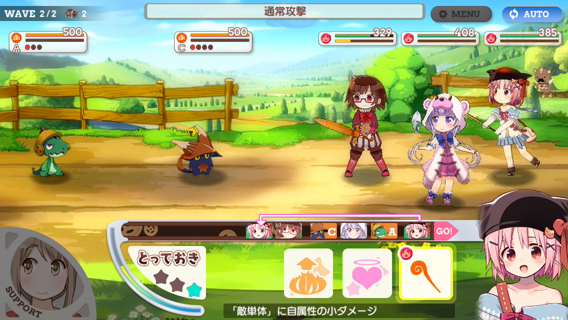 WAVE 2/2 2
通常攻撃
MENU
AUTO
500
A
500
C
329
408
385
C
A
GO!
とっておき
SUPPORT
「敵単体」に自属性の小ダメージ